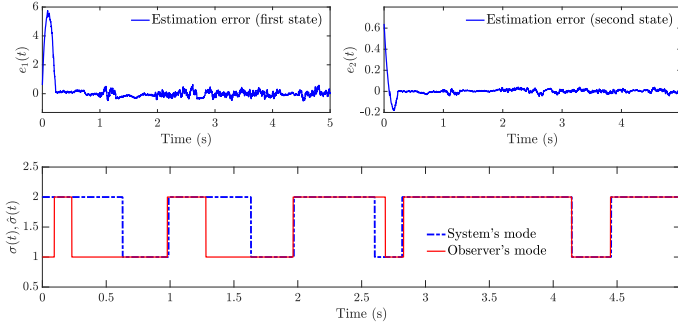 6
4
2
0
e₁(t)
Estimation error (first state)
0 1 2 3 4 5
Time (s)
0.6
0.4
0.2
0
-0.2
e₂(t)
Estimation error (second state)
0 1 2 3 4
Time (s)
2.5
2
1.5
1
0.5
σ(t), σ̂(t)
System's mode
Observer's mode
0 0.5 1 1.5 2 2.5 3 3.5 4 4.5
Time (s)